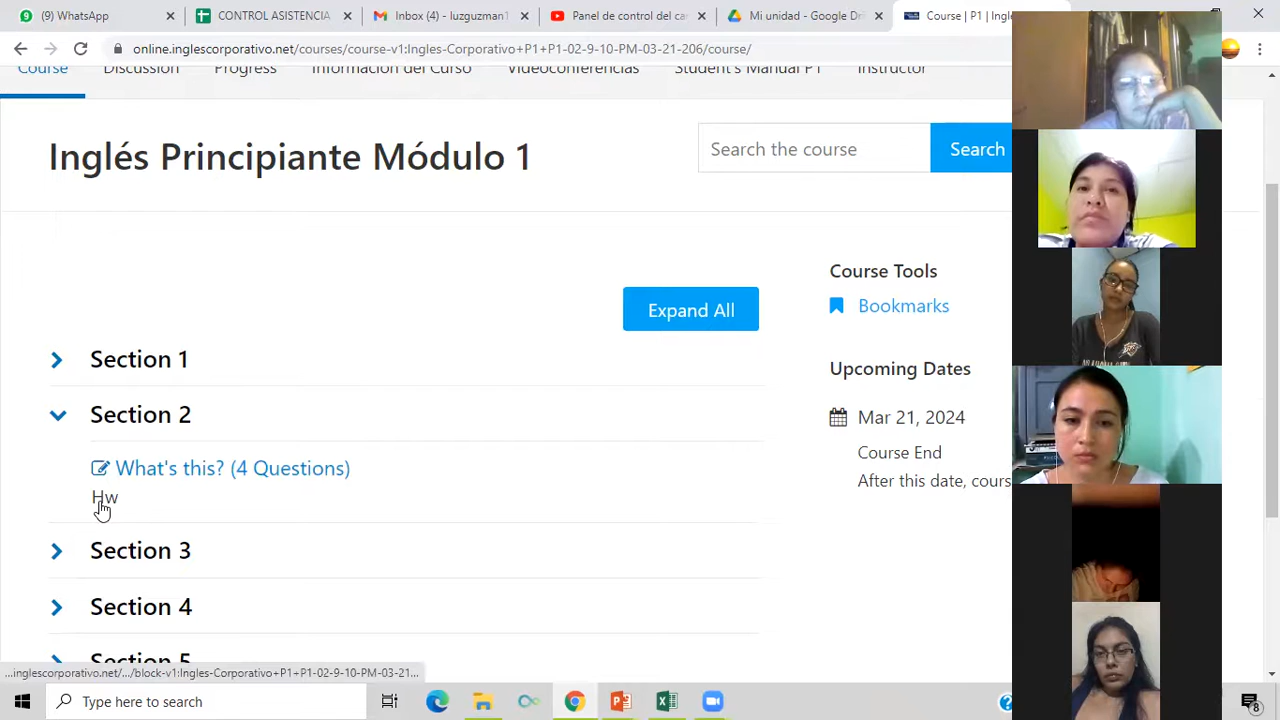 (9) WhatsApp
CONTROL ASISTENCIA
Inbox (4) - luzguzman
Panel de control del ca
Mi unidad - Google Dr
Course | P1 | Ingl
online.inglescorporativo.net/courses/course-v1:Ingles-Corporativo+P1+P1-02-9-10-PM-03-21-206/course/
Course
Discussion
Progress
Información del Curso
Videoconferencias
Student's Manual P1
Instructor
Inglés Principiante Módulo 1
Search the course
Search
Expand All
Course Tools
Bookmarks
Section 1
Upcoming Dates
Section 2
Mar 21, 2024
Course End
What's this? (4 Questions)
After this date, cours
Hw
Section 3
Section 4
Section 5
...inglescorporativo.net/.../block-v1:Ingles-Corporativo+P1+P1-02-9-10-PM-03-21...
Type here to search
8